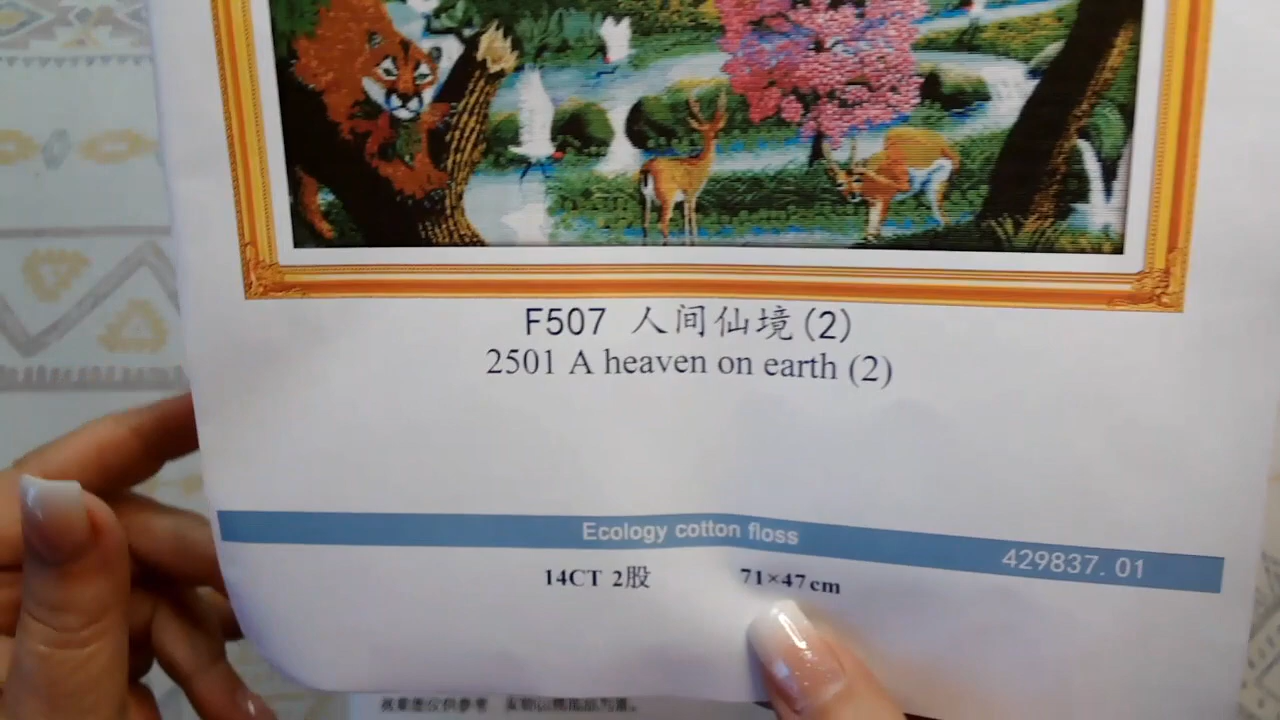 F507 人间仙境(2)
2501 A heaven on earth (2)
Ecology cotton floss
429837.01
14CT 2股 71×47cm